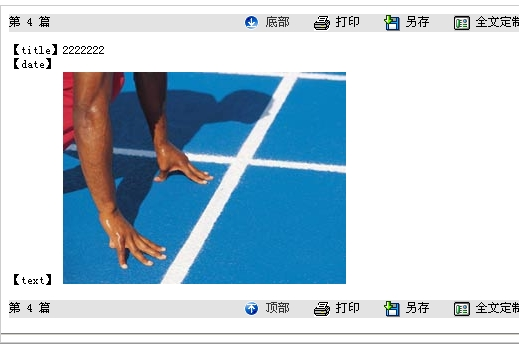 第 4 篇 底部 打印 另存 全文定制
【title】2222222
【date】
【text】
第 4 篇 顶部 打印 另存 全文定制